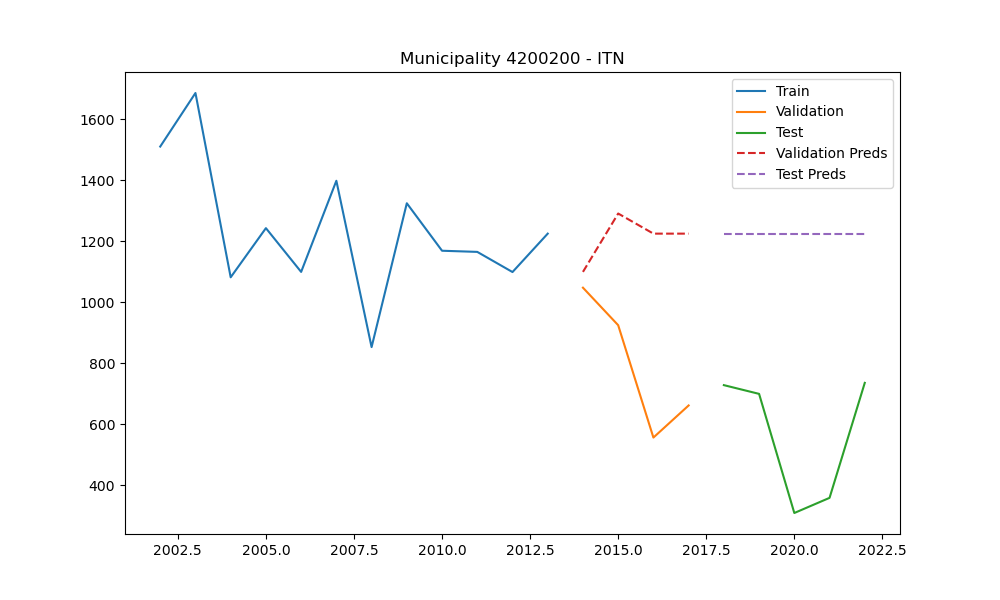 Municipality 4200200 - ITN
Train
Validation
Test
Validation Preds
Test Preds
1600
1400
1200
1000
800
600
400
2002.5 2005.0 2007.5 2010.0 2012.5 2015.0 2017.5 2020.0 2022.5